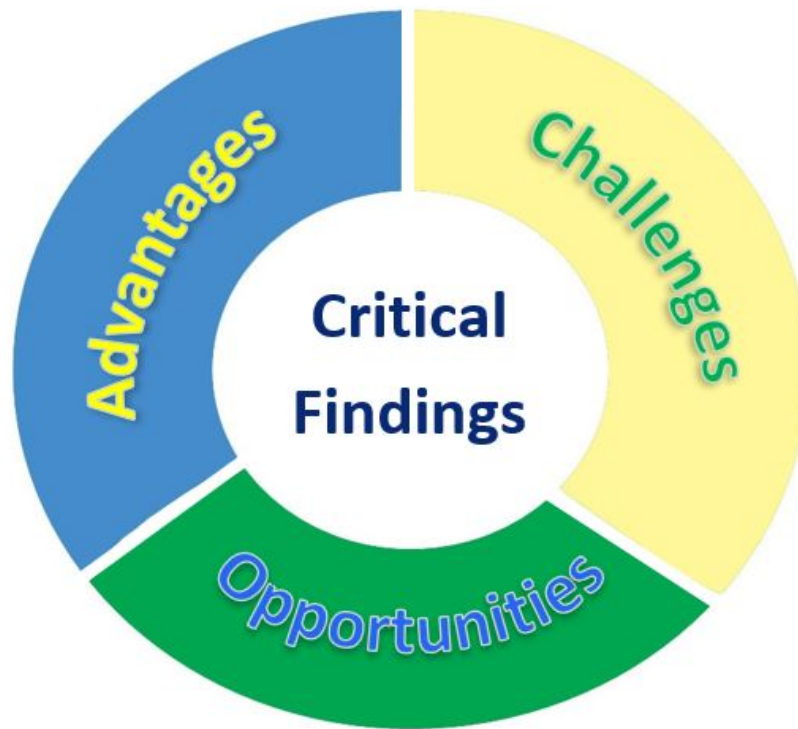 Advantages
Challenges
Critical
Findings
Opportunities